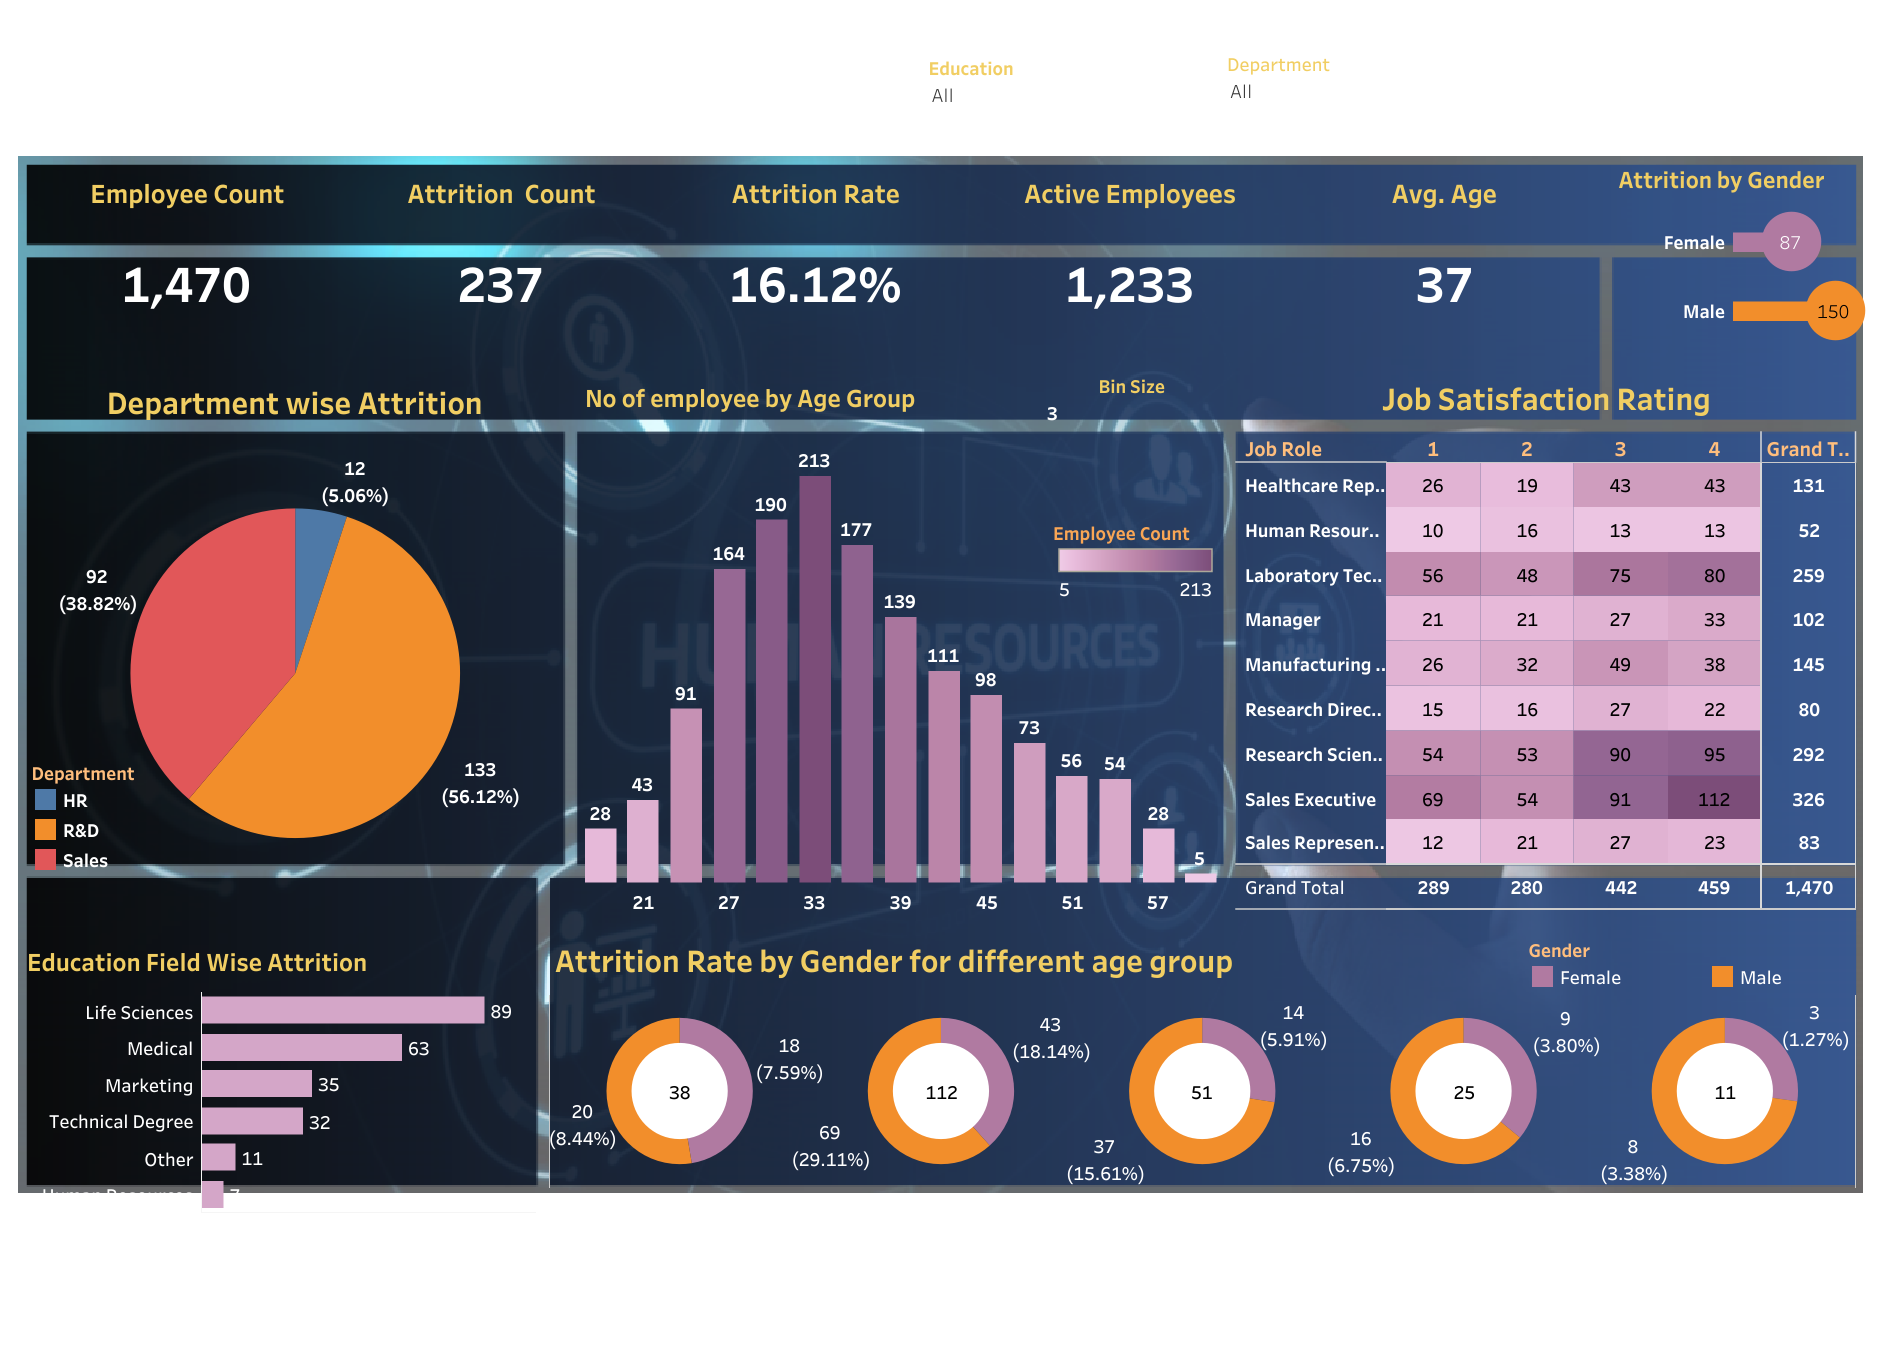 Education
All
Department
All
Employee Count
Attrition  Count
Attrition Rate
Active Employees
Avg. Age
Attrition by Gender
1,470
237
16.12%
1,233
37
Female
87
Male
150
Department wise Attrition
12
(5.06%)
92
(38.82%)
133
(56.12%)
Department
HR
R&D
Sales
No of employee by Age Group
Bin Size
3
28
43
91
164
190
213
177
139
111
98
73
56
54
28
5
21
27
33
39
45
51
57
Employee Count
5
213
HUMAN RESOURCES
Job Satisfaction Rating
Job Role 1 2 3 4 Grand T..
Healthcare Rep.. 26 19 43 43 131
Human Resour.. 10 16 13 13 52
Laboratory Tec.. 56 48 75 80 259
Manager 21 21 27 33 102
Manufacturing .. 26 32 49 38 145
Research Direc.. 15 16 27 22 80
Research Scien.. 54 53 90 95 292
Sales Executive 69 54 91 112 326
Sales Represen.. 12 21 27 23 83
Grand Total 289 280 442 459 1,470
Education Field Wise Attrition
Life Sciences 89
Medical 63
Marketing 35
Technical Degree 32
Other 11
Human Resources 7
Attrition Rate by Gender for different age group
Gender
Female
Male
38
18
(7.59%)
20
(8.44%)
112
43
(18.14%)
69
(29.11%)
51
14
(5.91%)
37
(15.61%)
25
9
(3.80%)
16
(6.75%)
11
3
(1.27%)
8
(3.38%)